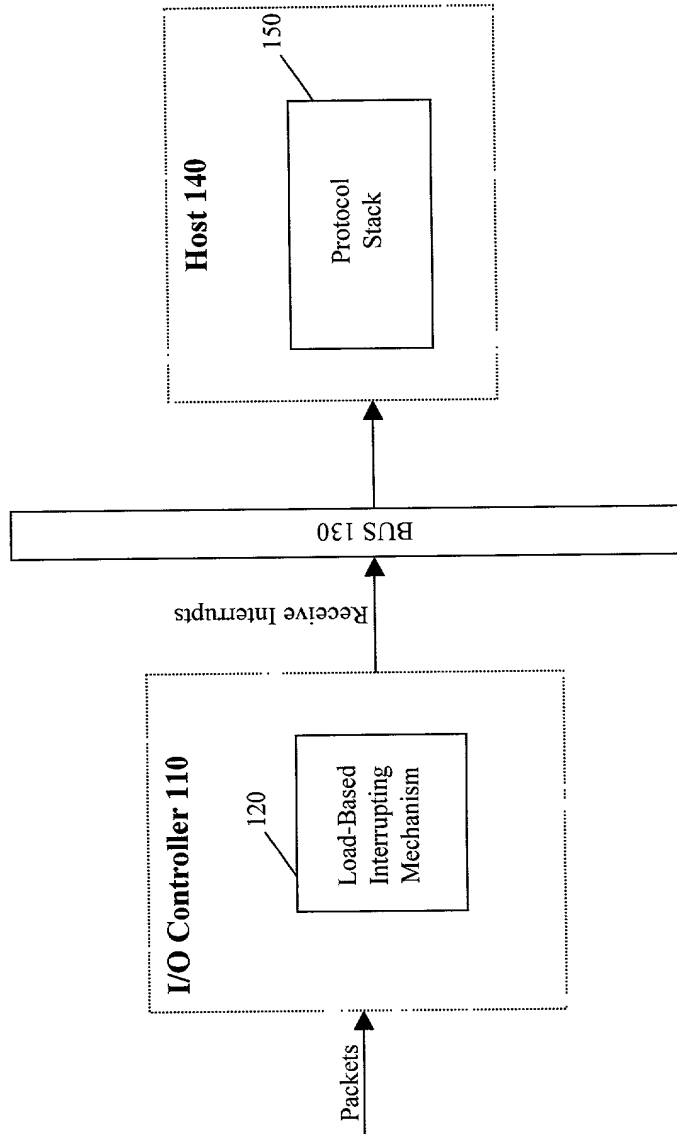 Packets
I/O Controller 110
120
Load-Based
Interrupting
Mechanism
Receive Interrupts
BUS 130
Host 140
150
Protocol
Stack